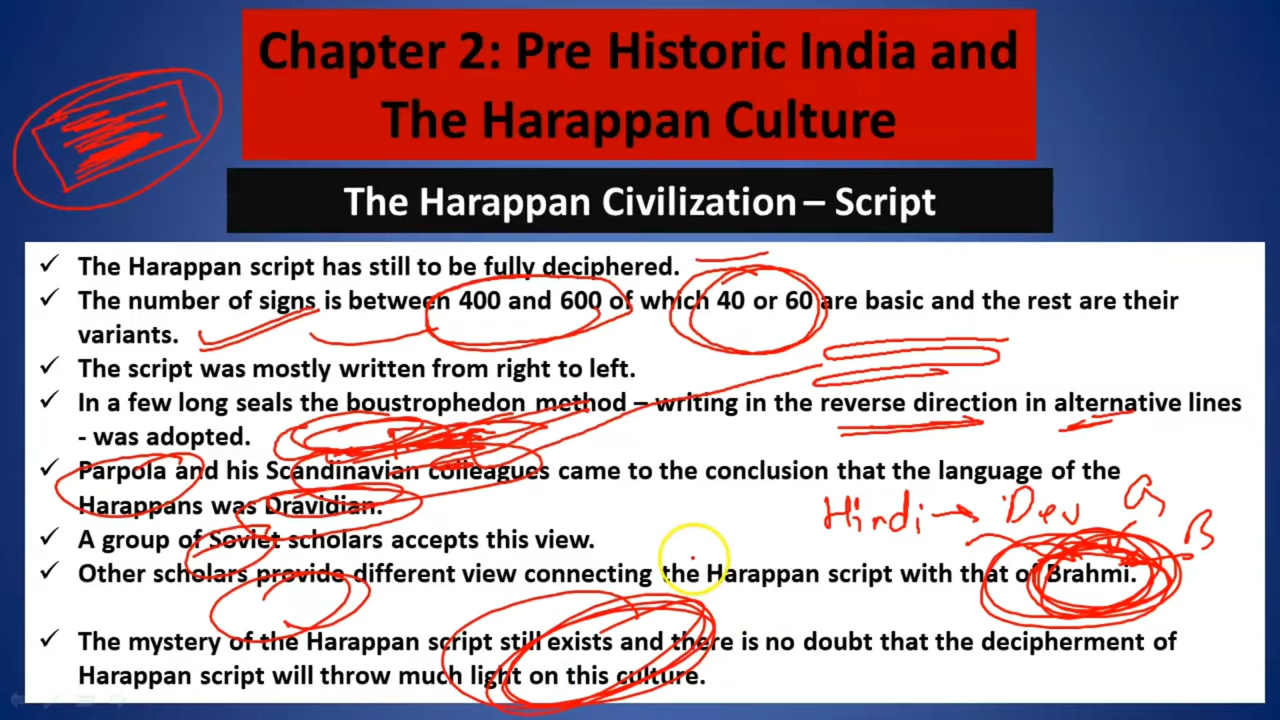 Chapter 2: Pre Historic India and
The Harappan Culture
The Harappan Civilization – Script
✓ The Harappan script has still to be fully deciphered.
✓ The number of signs is between 400 and 600 of which 40 or 60 are basic and the rest are their
variants.
✓ The script was mostly written from right to left.
✓ In a few long seals the boustrophedon method – writing in the reverse direction in alternative lines
- was adopted.
✓ Parpola and his Scandinavian colleagues came to the conclusion that the language of the
Harappans was Dravidian.
Hindi → Dev G
B
✓ A group of Soviet scholars accepts this view.
✓ Other scholars provide different view connecting the Harappan script with that of Brahmi.
✓ The mystery of the Harappan script still exists and there is no doubt that the decipherment of
Harappan script will throw much light on this culture.